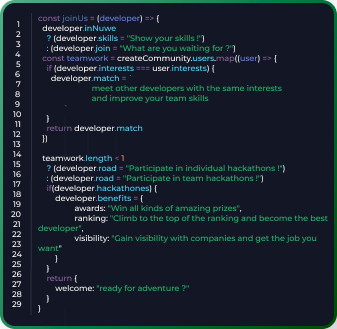 1 const joinUs = (developer) => {
2 developer.inNuwe
3 ? (developer.skills = "Show your skills !")
4 : (developer.join = "What are you waiting for ?")
5 const teamwork = createCommunity.users.map((user) => {
6 if (developer.interests === user.interests) {
7 developer.match = `
8 meet other developers with the same interests
9 and improve your team skills
10 `
11 }
12 return developer.match
13 })
14
15 teamwork.length < 1
16 ? (developer.road = "Participate in individual hackathons !")
17 : (developer.road = "Participate in team hackathons !")
18 if(developer.hackathones) {
19 developer.benefits = {
20 awards: "Win all kinds of amazing prizes",
21 ranking: "Climb to the top of the ranking and become the best
22 developer",
23 visibility: "Gain visibility with companies and get the job you
24 want"
25 }
26 }
27 return {
28 welcome: "ready for adventure ?"
29 }
}